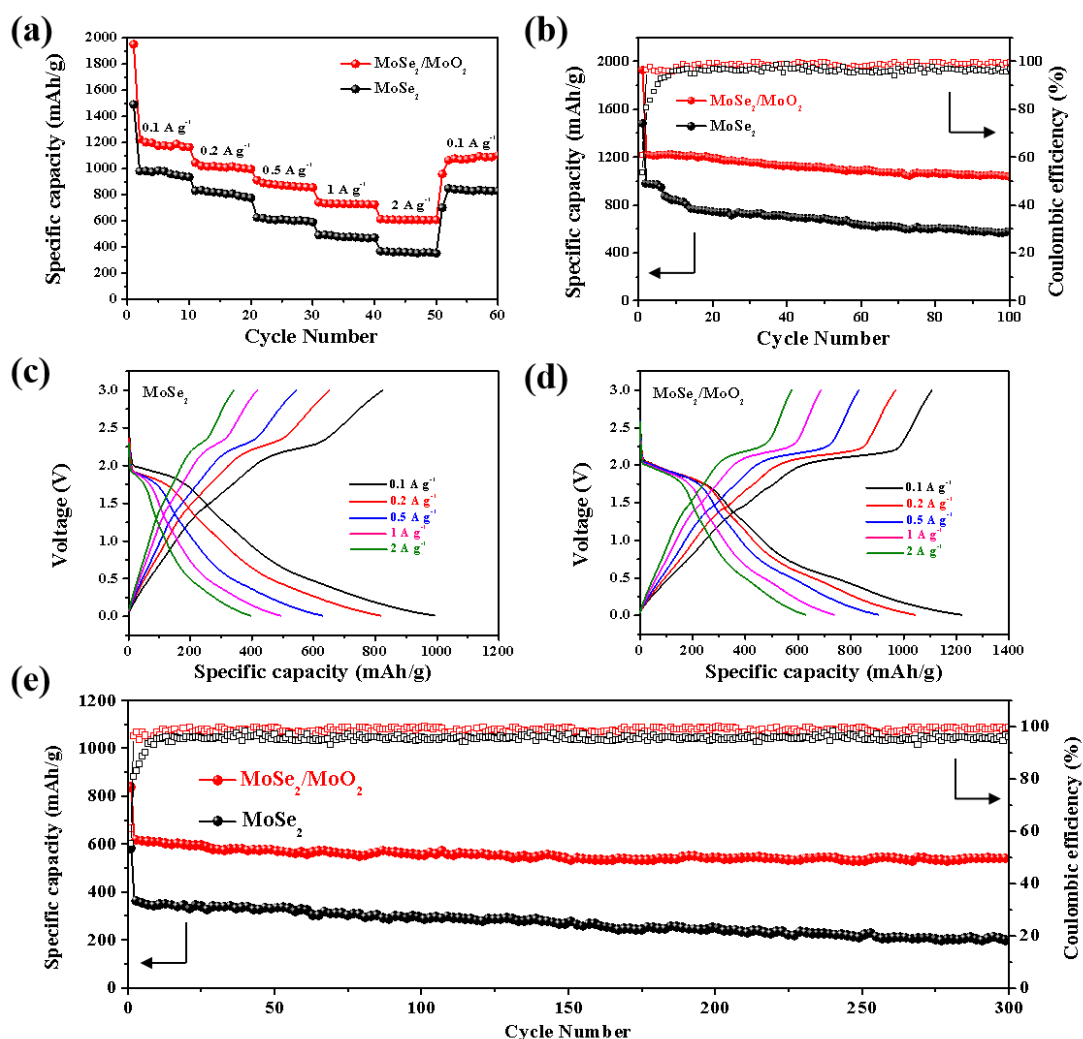 (a)
2000
1800
1600
1400
1200
1000
800
600
400
200
0
Specific capacity (mAh/g)
MoSe₂/MoO₂
MoSe₂
0.1 A g⁻¹
0.2 A g⁻¹
0.5 A g⁻¹
1 A g⁻¹
2 A g⁻¹
0.1 A g⁻¹
0 10 20 30 40 50 60
Cycle Number
(b)
2000
1600
1200
800
400
0
Specific capacity (mAh/g)
MoSe₂/MoO₂
MoSe₂
100
80
60
40
20
0
Coulombic efficiency (%)
20 40 60 80 100
Cycle Number
(c)
3.0
2.5
2.0
1.5
1.0
0.5
0.0
Voltage (V)
MoSe₂
0.1 A g⁻¹
0.2 A g⁻¹
0.5 A g⁻¹
1 A g⁻¹
2 A g⁻¹
0 200 400 600 800 1000 1200
Specific capacity (mAh/g)
(d)
3.0
2.5
2.0
1.5
1.0
0.5
0.0
Voltage (V)
MoSe₂/MoO₂
0.1 A g⁻¹
0.2 A g⁻¹
0.5 A g⁻¹
1 A g⁻¹
2 A g⁻¹
0 200 400 600 800 1000 1200 1400
Specific capacity (mAh/g)
(e)
1200
1000
800
600
400
200
0
Specific capacity (mAh/g)
MoSe₂/MoO₂
MoSe₂
100
80
60
40
20
0
Coulombic efficiency (%)
0 50 100 150 200 250 300
Cycle Number